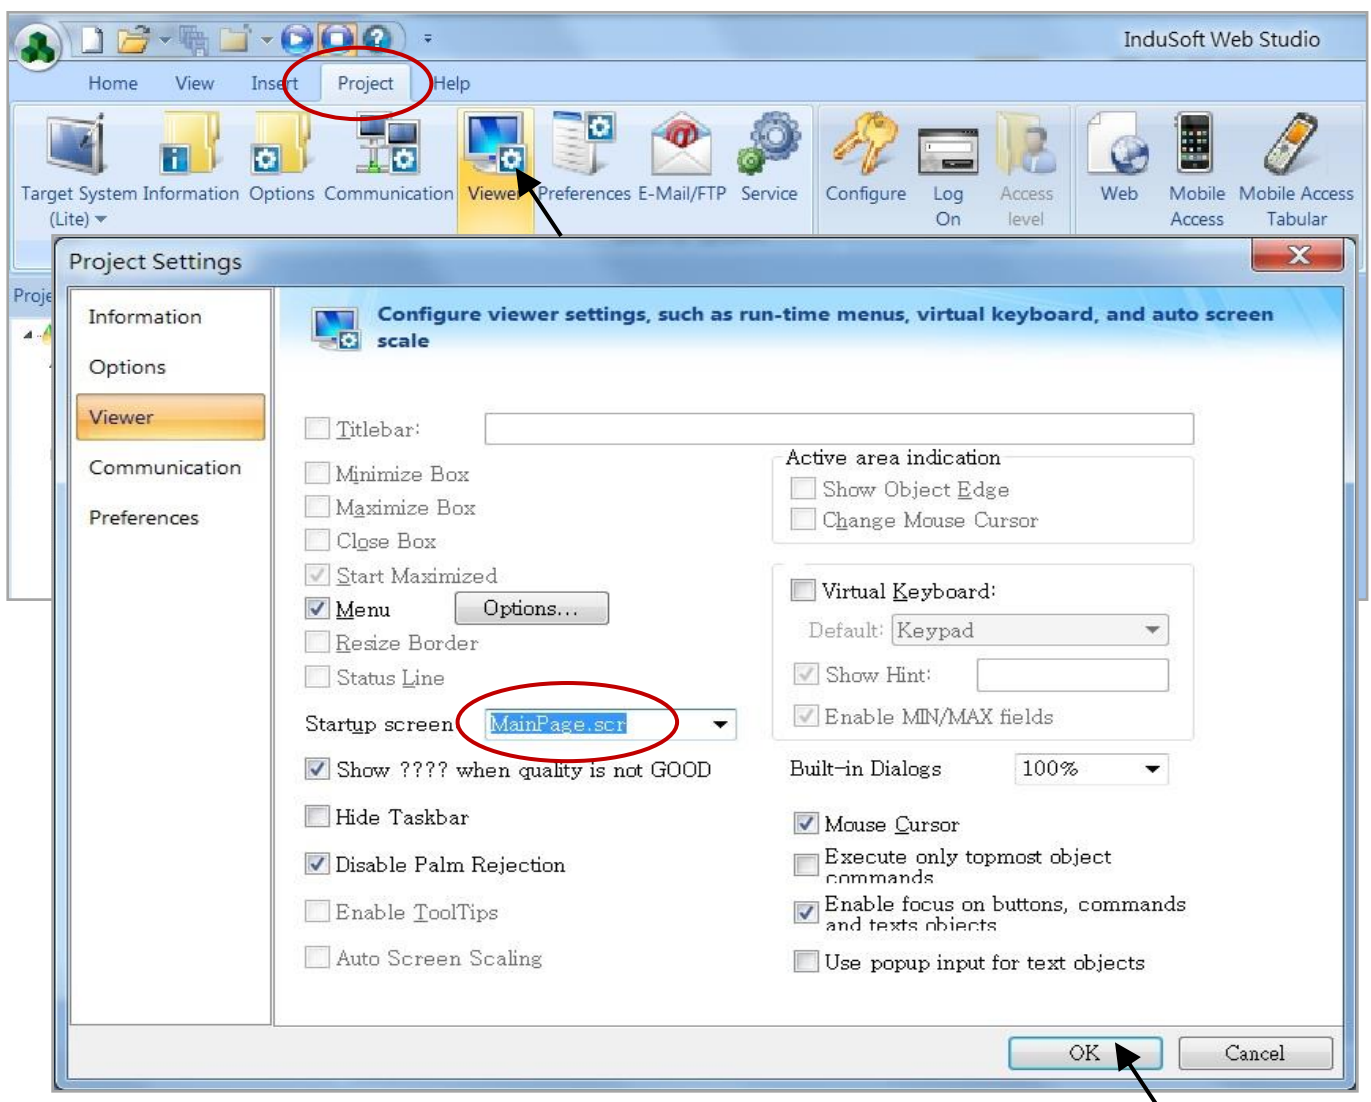 InduSoft Web Studio
Home View Insert Project Help
Target System (Lite) Information Options Communication Viewer Preferences E-Mail/FTP Service Configure Log On Access level Web Mobile Access Mobile Access Tabular
Project Settings
Proje
Information
Options
Viewer
Communication
Preferences
Configure viewer settings, such as run-time menus, virtual keyboard, and auto screen
scale
Titlebar:
Minimize Box
Maximize Box
Close Box
Start Maximized
Menu Options...
Resize Border
Status Line
Startup screen MainPage.scr
Show ???? when quality is not GOOD
Hide Taskbar
Disable Palm Rejection
Enable ToolTips
Auto Screen Scaling
Active area indication
Show Object Edge
Change Mouse Cursor
Virtual Keyboard:
Default: Keypad
Show Hint:
Enable MIN/MAX fields
Built-in Dialogs 100%
Mouse Cursor
Execute only topmost object
commands
Enable focus on buttons, commands
and texts objects
Use popup input for text objects
OK Cancel